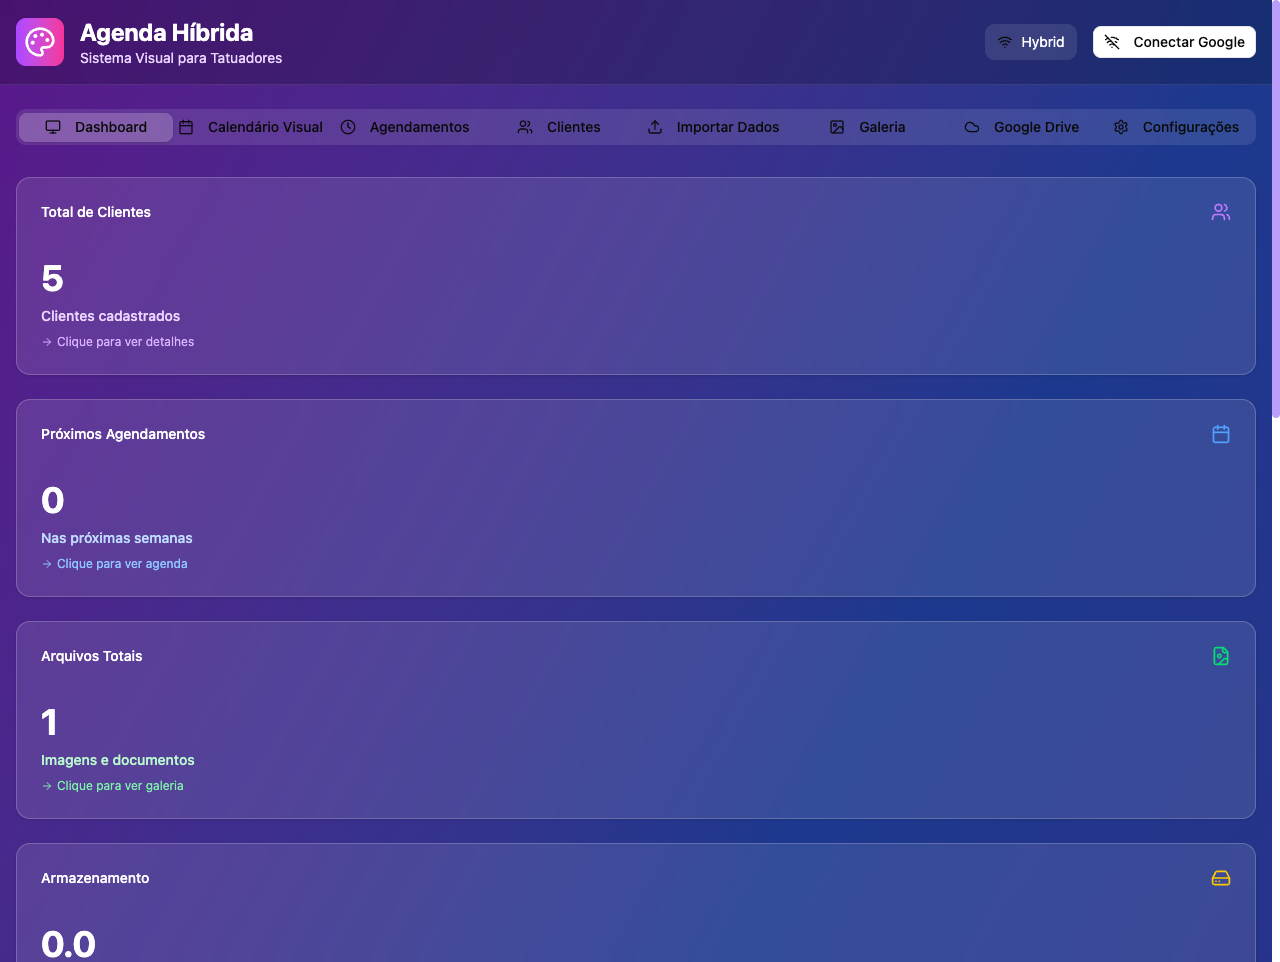 Agenda Híbrida
Sistema Visual para Tatuadores
Hybrid
Conectar Google
Dashboard
Calendário Visual
Agendamentos
Clientes
Importar Dados
Galeria
Google Drive
Configurações
Total de Clientes
5
Clientes cadastrados
→ Clique para ver detalhes
Próximos Agendamentos
0
Nas próximas semanas
→ Clique para ver agenda
Arquivos Totais
1
Imagens e documentos
→ Clique para ver galeria
Armazenamento
0.0